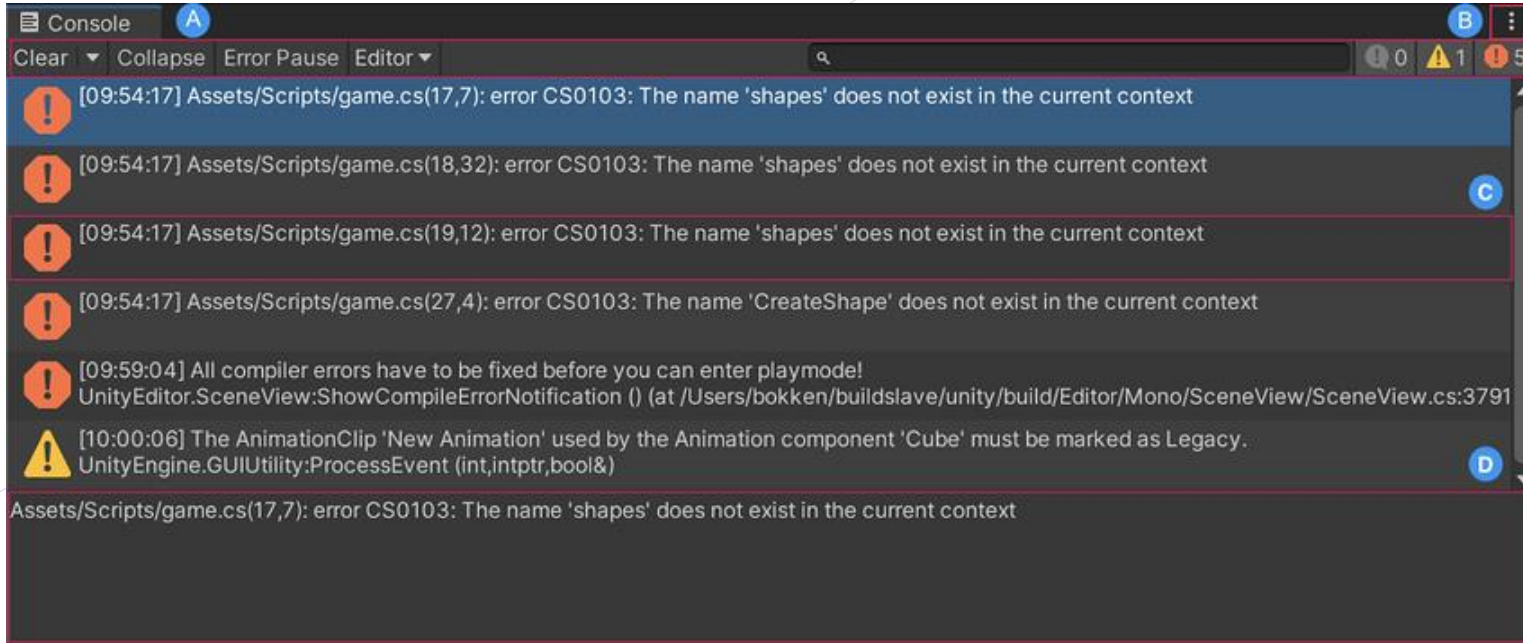 Console
A
B
Clear Collapse Error Pause Editor 0 1 5
[09:54:17] Assets/Scripts/game.cs(17,7): error CS0103: The name 'shapes' does not exist in the current context
[09:54:17] Assets/Scripts/game.cs(18,32): error CS0103: The name 'shapes' does not exist in the current context
C
[09:54:17] Assets/Scripts/game.cs(19,12): error CS0103: The name 'shapes' does not exist in the current context
[09:54:17] Assets/Scripts/game.cs(27,4): error CS0103: The name 'CreateShape' does not exist in the current context
[09:59:04] All compiler errors have to be fixed before you can enter playmode!
UnityEditor.SceneView:ShowCompileErrorNotification () (at /Users/bokken/buildslave/unity/build/Editor/Mono/SceneView/SceneView.cs:3791
[10:00:06] The AnimationClip 'New Animation' used by the Animation component 'Cube' must be marked as Legacy.
UnityEngine.GUIUtility:ProcessEvent (int,intptr,bool&)
D
Assets/Scripts/game.cs(17,7): error CS0103: The name 'shapes' does not exist in the current context